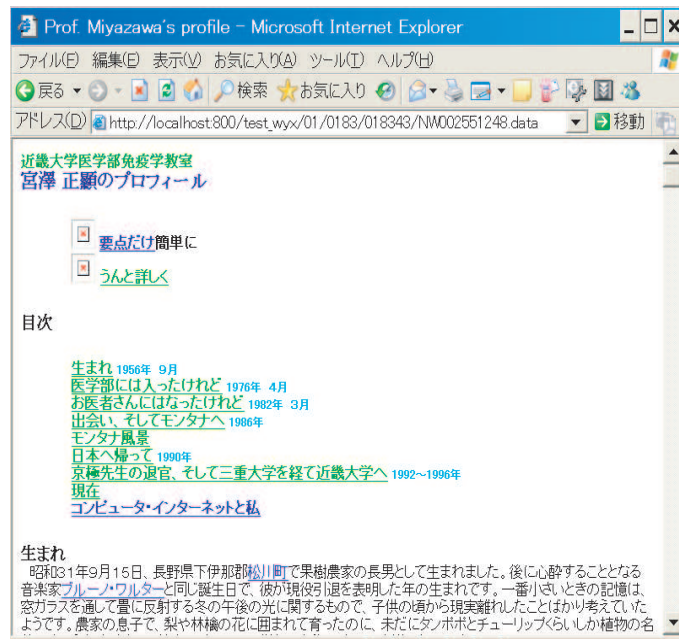 Prof. Miyazawa's profile - Microsoft Internet Explorer
ファイル(F) 編集(E) 表示(V) お気に入り(A) ツール(T) ヘルプ(H)
戻る 検索 お気に入り
アドレス(D) http://localhost:800/test_wyx/01/0183/018343/NW002551248.data 移動
近畿大学医学部免疫学教室
宮澤 正顯のプロフィール
要点だけ簡単に
うんと詳しく
目次
生まれ 1956年 9月
医学部には入ったけれど 1976年 4月
お医者さんにはなったけれど 1982年 3月
出会い、そしてモンタナへ 1986年
モンタナ風景
日本へ帰って 1990年
京極先生の退官、そして三重大学を経て近畿大学へ 1992~1996年
現在
コンピュータ・インターネットと私
生まれ
昭和31年9月15日、長野県下伊那郡松川町で果樹農家の長男として生まれました。後に心酔することとなる
音楽家ブルーノ・ワルターと同じ誕生日で、彼が現役引退を表明した年の生まれです。一番小さいときの記憶は、
窓ガラスを通して畳に反射する冬の午後の光に関するもので、子供の頃から現実離れしたことばかり考えていた
ようです。農家の息子で、梨や林檎の花に囲まれて育ったのに、未だにタンポポとチューリップくらいしか植物の名